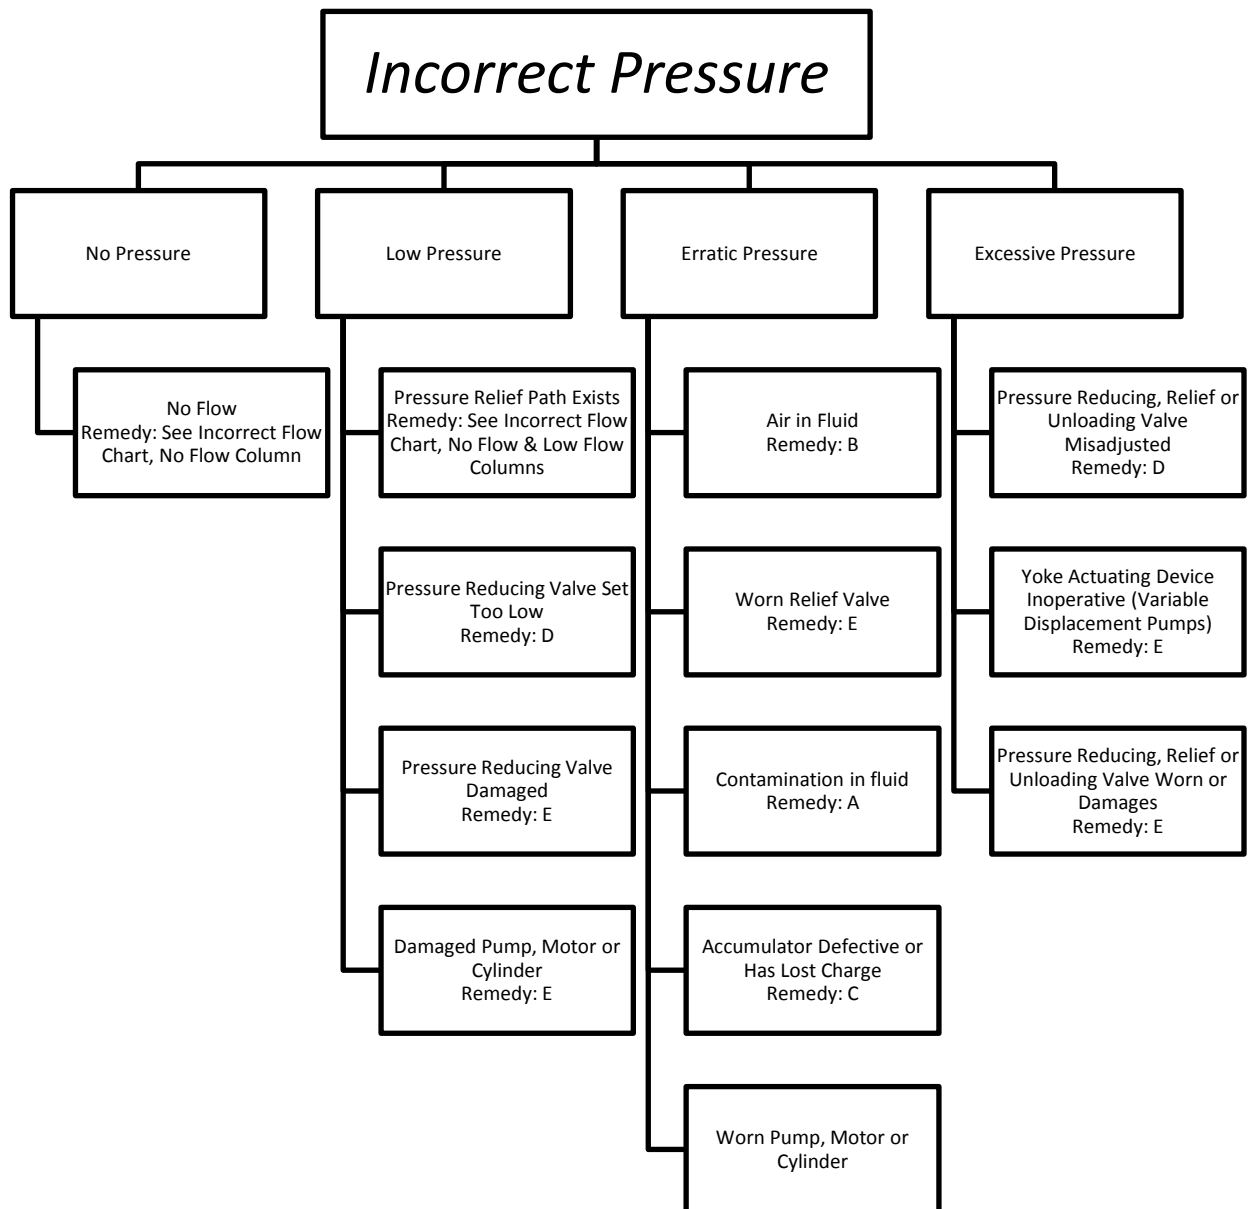 Incorrect Pressure
No Pressure
Low Pressure
Erratic Pressure
Excessive Pressure
No Flow
Remedy: See Incorrect Flow
Chart, No Flow Column
Pressure Relief Path Exists
Remedy: See Incorrect Flow
Chart, No Flow & Low Flow
Columns
Pressure Reducing Valve Set
Too Low
Remedy: D
Pressure Reducing Valve
Damaged
Remedy: E
Damaged Pump, Motor or
Cylinder
Remedy: E
Air in Fluid
Remedy: B
Worn Relief Valve
Remedy: E
Contamination in fluid
Remedy: A
Accumulator Defective or
Has Lost Charge
Remedy: C
Worn Pump, Motor or
Cylinder
Pressure Reducing, Relief or
Unloading Valve
Misadjusted
Remedy: D
Yoke Actuating Device
Inoperative (Variable
Displacement Pumps)
Remedy: E
Pressure Reducing, Relief or
Unloading Valve Worn or
Damages
Remedy: E